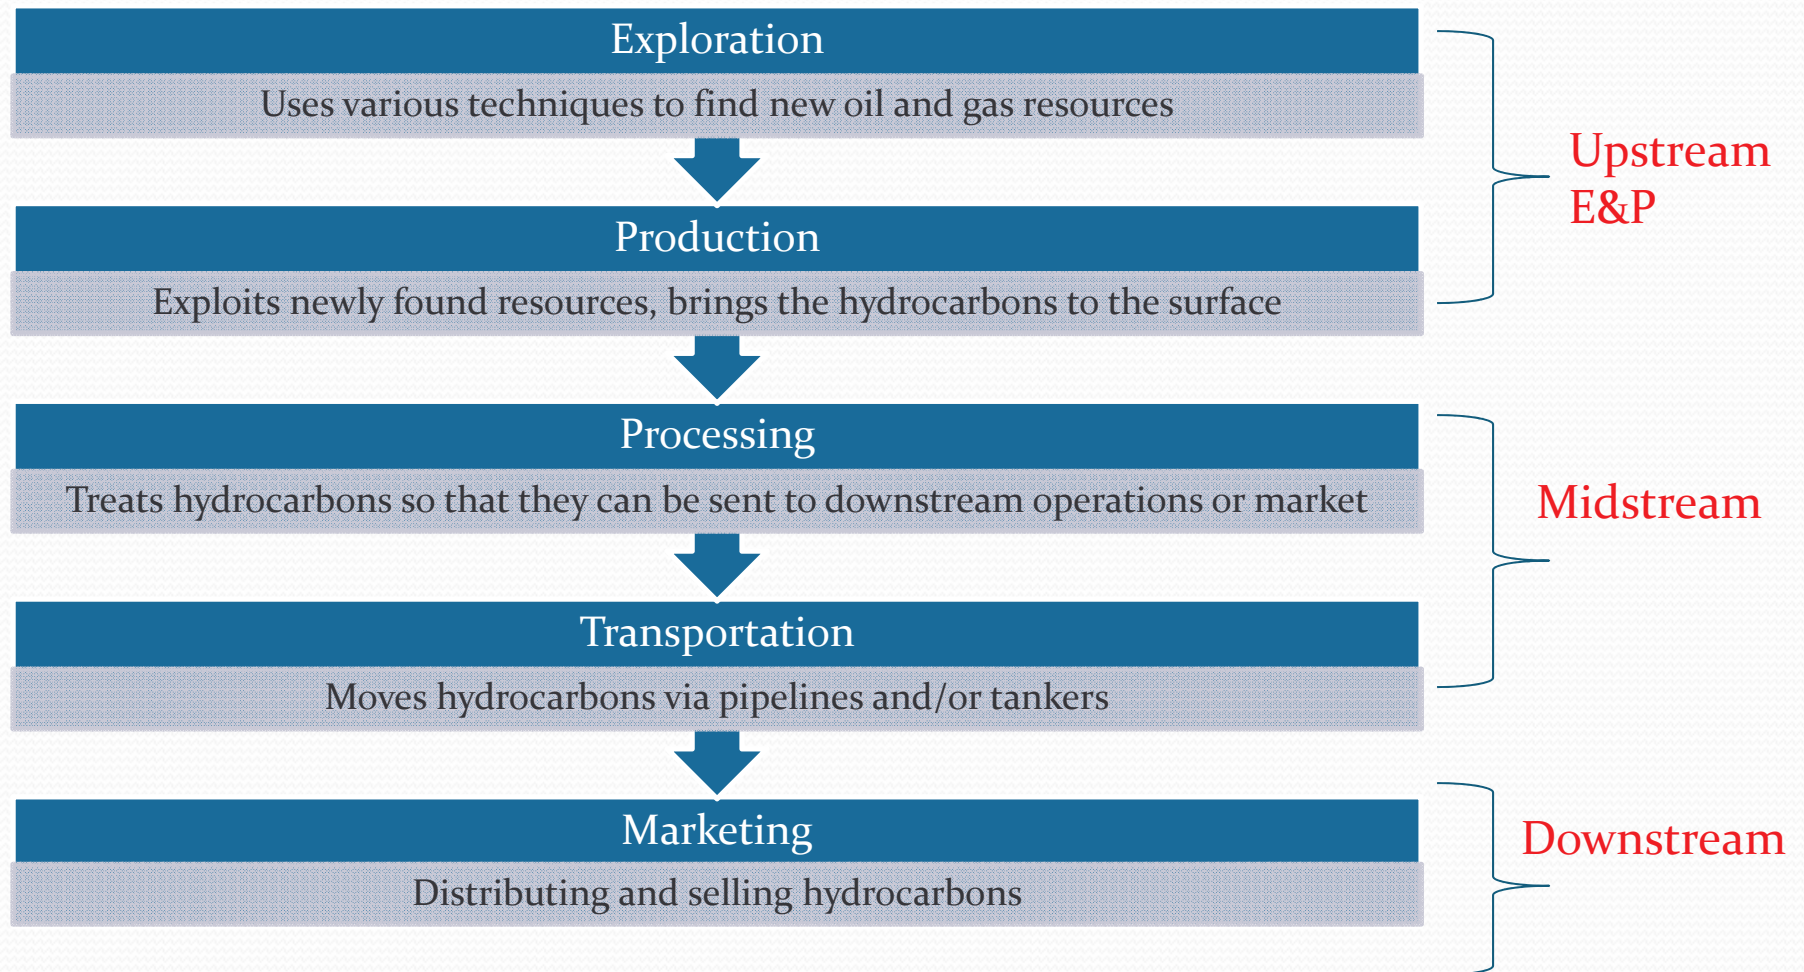 Exploration
Uses various techniques to find new oil and gas resources
Upstream
E&P
Production
Exploits newly found resources, brings the hydrocarbons to the surface
Processing
Treats hydrocarbons so that they can be sent to downstream operations or market
Midstream
Transportation
Moves hydrocarbons via pipelines and/or tankers
Marketing
Downstream
Distributing and selling hydrocarbons